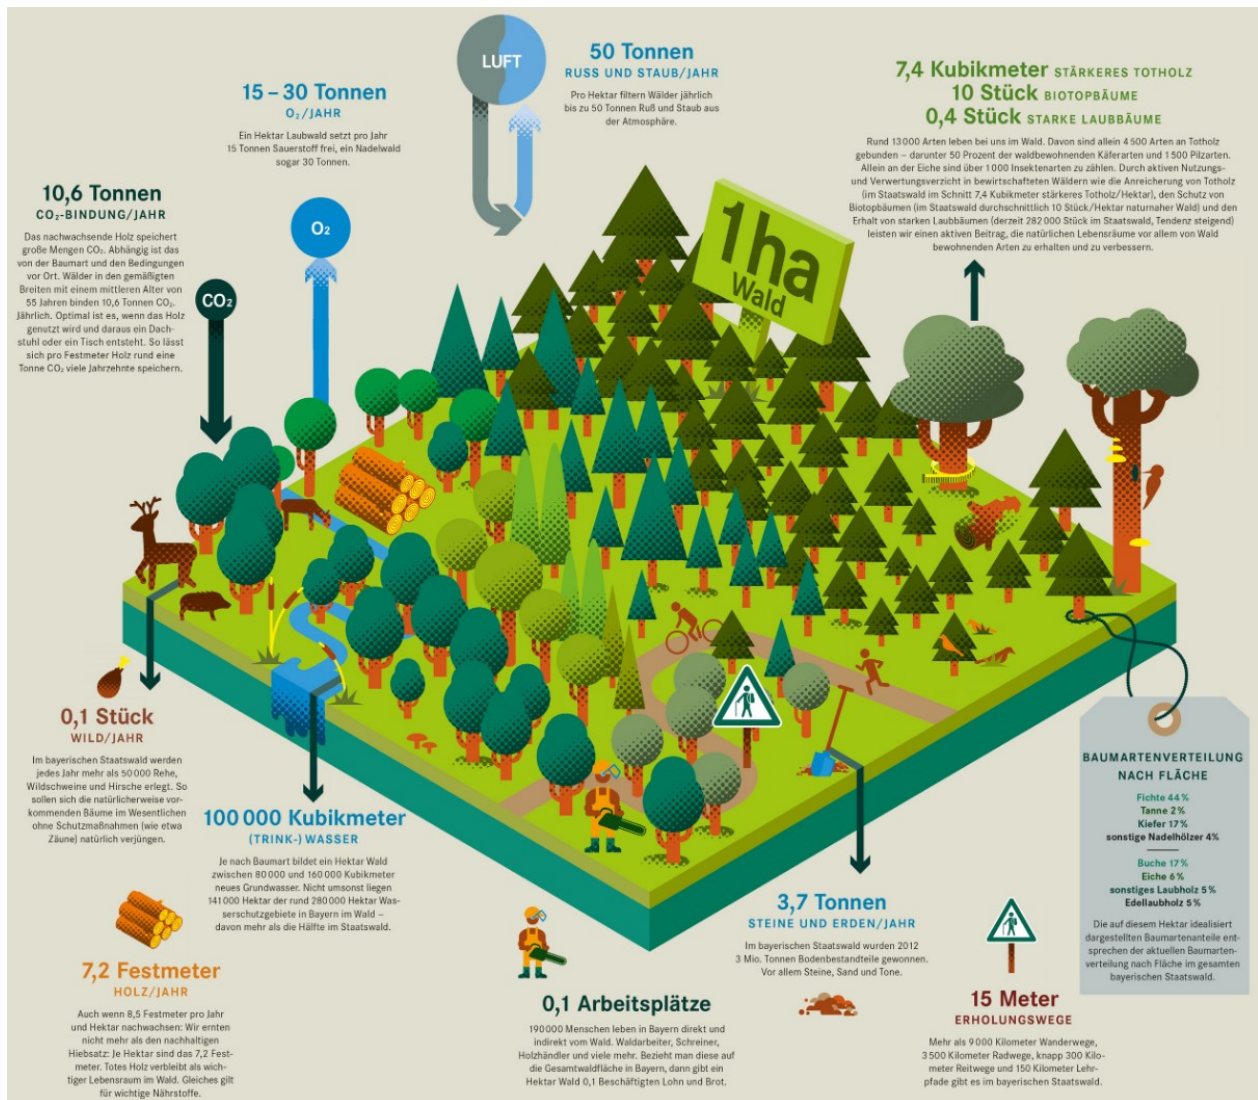 LUFT
50 Tonnen
RUSS UND STAUB/JAHR
Pro Hektar filtern Wälder jährlich
bis zu 50 Tonnen Ruß und Staub aus
der Atmosphäre.
15 – 30 Tonnen
O₂/JAHR
Ein Hektar Laubwald setzt pro Jahr
15 Tonnen Sauerstoff frei, ein Nadelwald
sogar 30 Tonnen.
7,4 Kubikmeter STÄRKERES TOTHOLZ
10 Stück BIOTOPBÄUME
0,4 Stück STARKE LAUBBÄUME
Rund 13 000 Arten leben bei uns im Wald. Davon sind allein 4 500 Arten an Totholz
gebunden – darunter 50 Prozent der waldbewohnenden Käferarten und 1 500 Pilzarten.
Allein an der Eiche sind über 1 000 Insektenarten zu zählen. Durch aktiven Nutzungs-
und Verwertungsverzicht in bewirtschafteten Wäldern wie die Anreicherung von Totholz
(im Staatswald im Schnitt 7,4 Kubikmeter stärkeres Totholz/Hektar), den Schutz von
Biotopbäumen (im Staatswald durchschnittlich 10 Stück/Hektar naturnaher Wald) und den
Erhalt von starken Laubbäumen (derzeit 282 000 Stück im Staatswald, Tendenz steigend)
leisten wir einen aktiven Beitrag, die natürlichen Lebensräume vor allem von Wald
bewohnenden Arten zu erhalten und zu verbessern.
10,6 Tonnen
CO₂-BINDUNG/JAHR
Das nachwachsende Holz speichert
große Mengen CO₂. Abhängig ist das
von der Baumart und den Bedingungen
vor Ort. Wälder in den gemäßigten
Breiten mit einem mittleren Alter von
55 Jahren binden 10,6 Tonnen CO₂.
Jährlich. Optimal ist es, wenn das Holz
genutzt wird und daraus ein Dach-
stuhl oder ein Tisch entsteht. So lässt
sich pro Festmeter Holz rund eine
Tonne CO₂ viele Jahrzehnte speichern.
O₂
CO₂
1 ha
Wald
0,1 Stück
WILD/JAHR
Im bayerischen Staatswald werden
jedes Jahr mehr als 50 000 Rehe,
Wildschweine und Hirsche erlegt. So
sollen sich die natürlicherweise vor-
kommenden Bäume im Wesentlichen
ohne Schutzmaßnahmen (wie etwa
Zäune) natürlich verjüngen.
100 000 Kubikmeter
(TRINK-) WASSER
Je nach Baumart bildet ein Hektar Wald
zwischen 80 000 und 160 000 Kubikmeter
neues Grundwasser. Nicht umsonst liegen
141 000 Hektar der rund 280 000 Hektar Was-
serschutzgebiete in Bayern im Wald –
davon mehr als die Hälfte im Staatswald.
BAUMARTENVERTEILUNG
NACH FLÄCHE
Fichte 44 %
Tanne 2 %
Kiefer 17 %
sonstige Nadelhölzer 4%
Buche 17 %
Eiche 6 %
sonstiges Laubholz 5 %
Edellaubholz 5 %
Die auf diesem Hektar idealisiert
dargestellten Baumartenanteile ent-
sprechen der aktuellen Baumarten-
verteilung nach Fläche im gesamten
bayerischen Staatswald.
7,2 Festmeter
HOLZ/JAHR
Auch wenn 8,5 Festmeter pro Jahr
und Hektar nachwachsen: Wir ernten
nicht mehr als den nachhaltigen
Hiebsatz: Je Hektar sind das 7,2 Fest-
meter. Totes Holz verbleibt als wich-
tiger Lebensraum im Wald. Gleiches gilt
für wichtige Nährstoffe.
0,1 Arbeitsplätze
190 000 Menschen leben in Bayern direkt und
indirekt vom Wald. Waldarbeiter, Schreiner,
Holzhändler und viele mehr. Bezieht man diese auf
die Gesamtwaldfläche in Bayern, dann gibt ein
Hektar Wald 0,1 Beschäftigten Lohn und Brot.
3,7 Tonnen
STEINE UND ERDEN/JAHR
Im bayerischen Staatswald wurden 2012
3 Mio. Tonnen Bodenbestandteile gewonnen.
Vor allem Steine, Sand und Tone.
15 Meter
ERHOLUNGSWEGE
Mehr als 9 000 Kilometer Wanderwege,
3 500 Kilometer Radwege, knapp 300 Kilo-
meter Reitwege und 150 Kilometer Lehr-
pfade gibt es im bayerischen Staatswald.